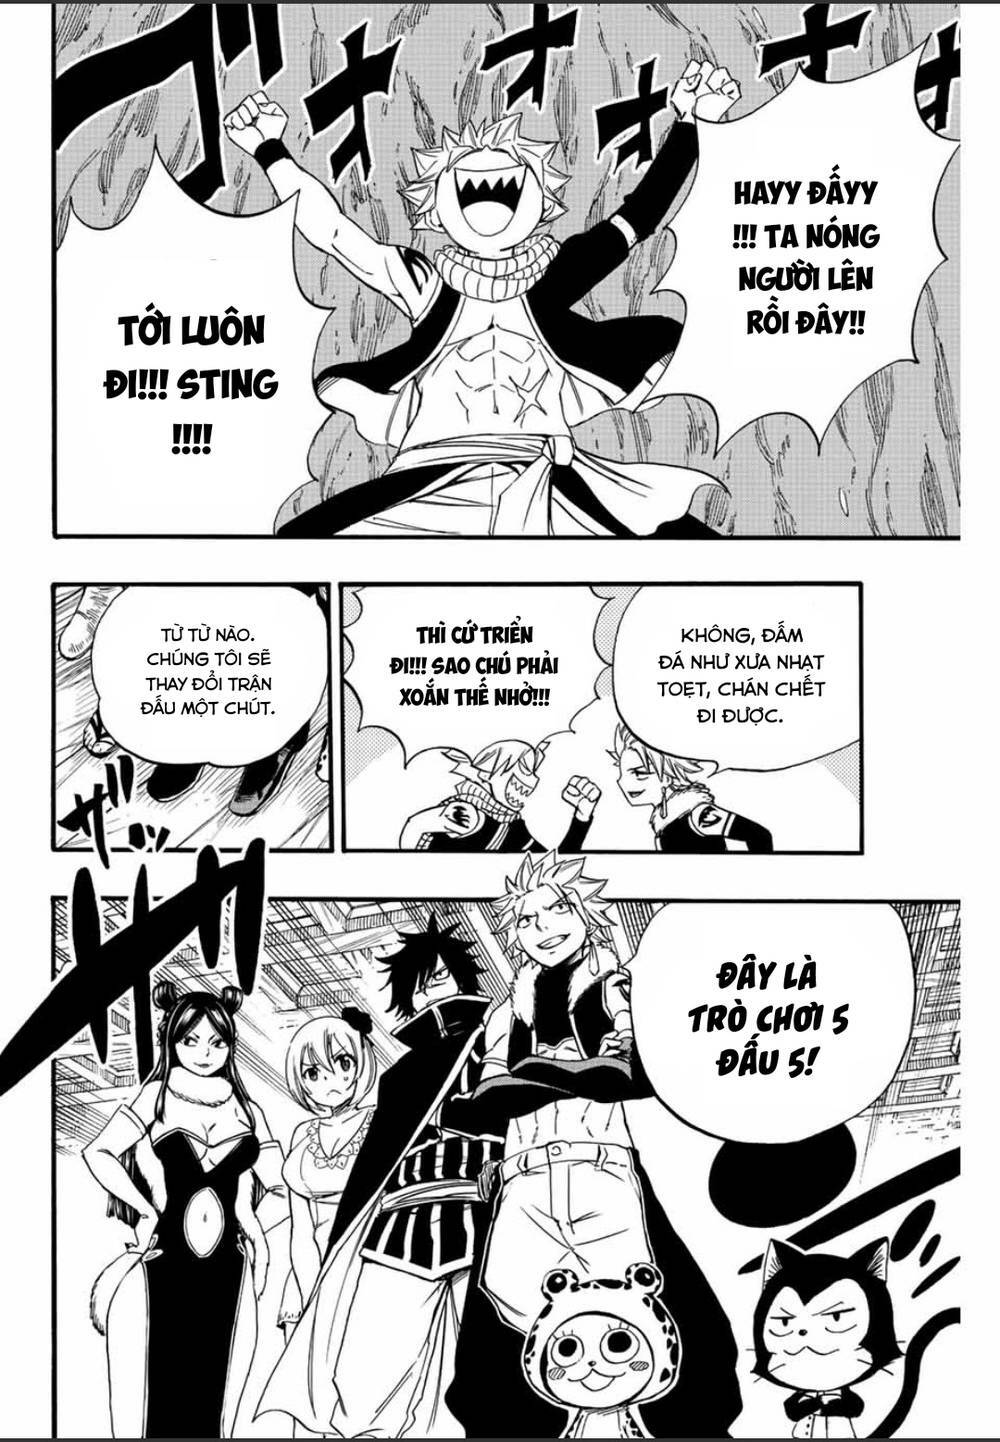 HAYY ĐẤYY
!!! TA NÓNG
NGƯỜI LÊN
RỒI ĐÂY!!
TỚI LUÔN
ĐI!!! STING
!!!!
KHÔNG, ĐẤM
ĐÁ NHƯ XƯA NHẠT
TOẸT, CHÁN CHẾT
ĐI ĐƯỢC.
THÌ CỨ TRIỂN
ĐI!!! SAO CHÚ PHẢI
XOẮN THẾ NHỞ!!!
TỪ TỪ NÀO.
CHÚNG TÔI SẼ
THAY ĐỔI TRẬN
ĐẤU MỘT CHÚT.
ĐÂY LÀ
TRÒ CHƠI 5
ĐẤU 5!